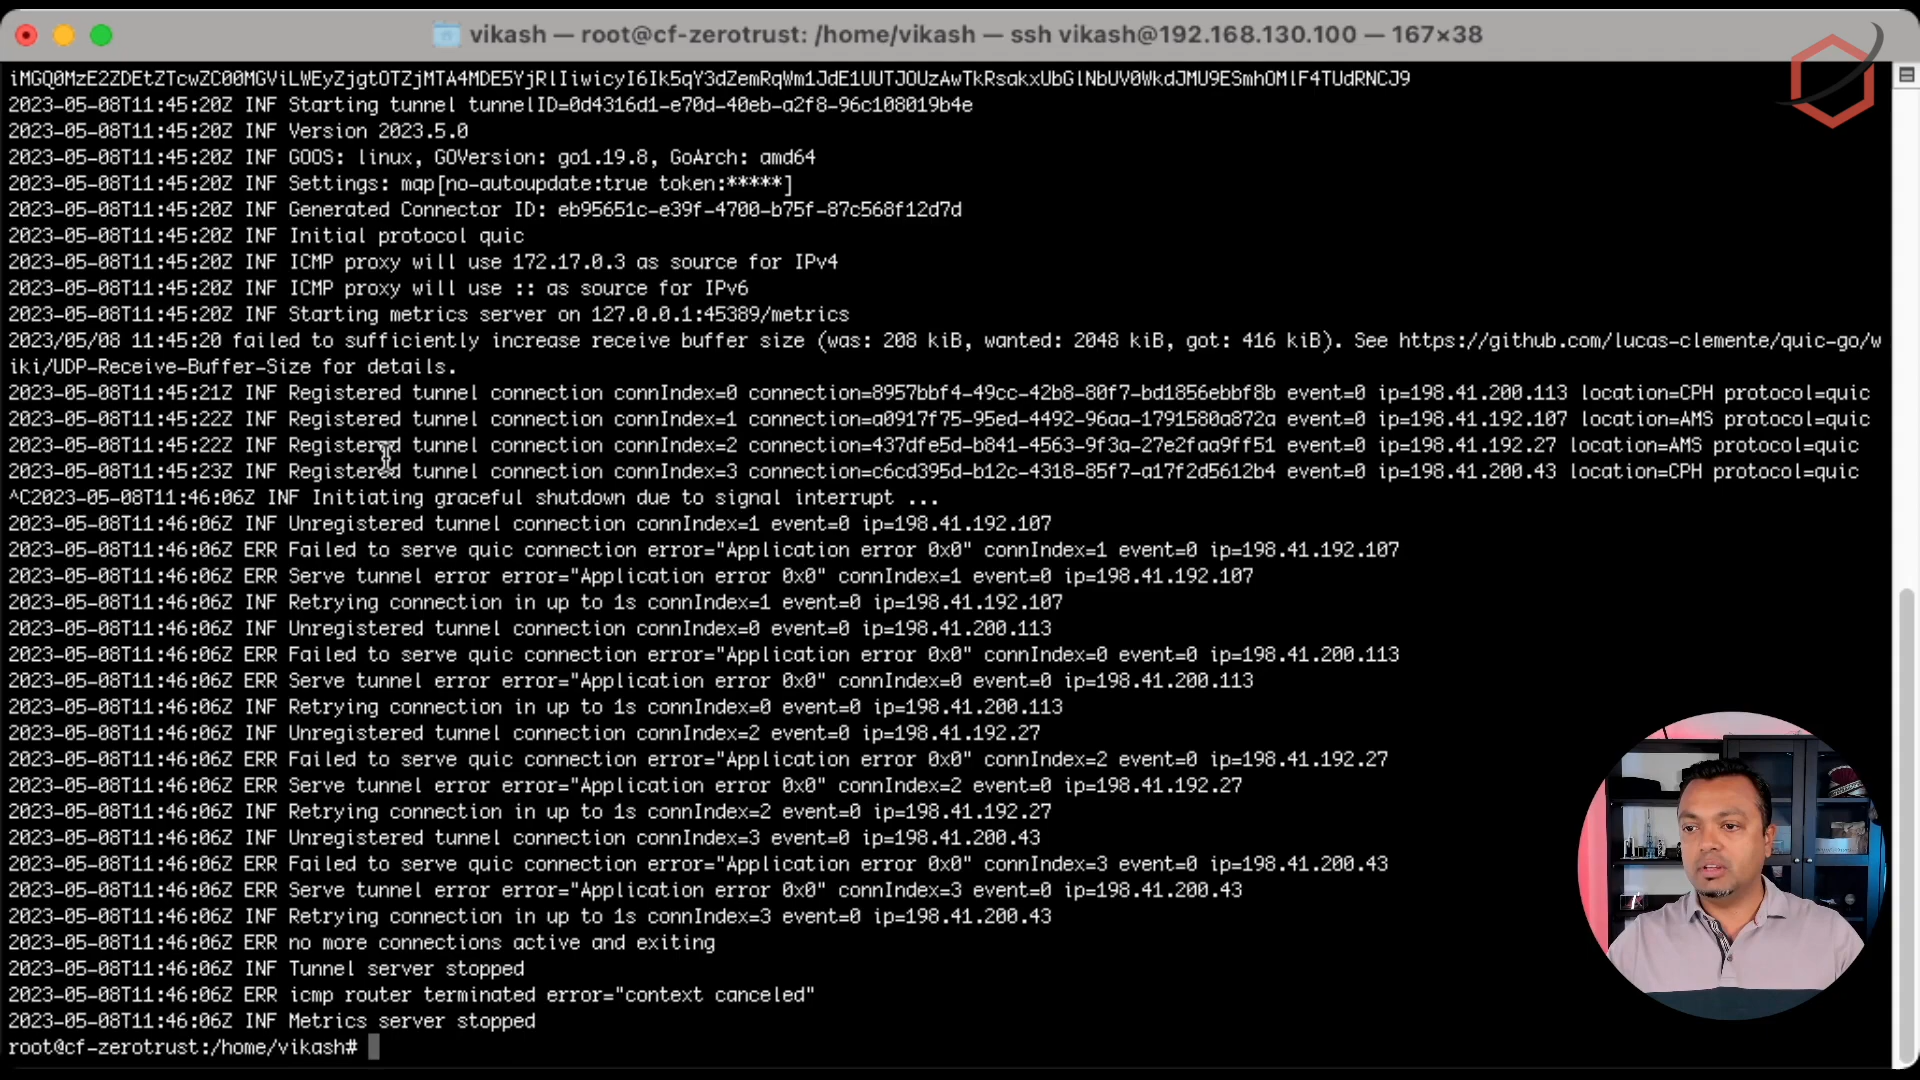 vikash — root@cf-zerotrust: /home/vikash — ssh vikash@192.168.130.100 — 167×38
iMGQ0MzE2ZDEtZTcwZC00MGViLWEyZjgtOTZjMTA4MDE5YjRlIiwicyI6Ik5qY3dZemRqWm1JdE1UUTJOUzAwTkRsakxUbGlNbUV0WkdJMU9ESmhOMlF4TUdRNCJ9
2023-05-08T11:45:20Z INF Starting tunnel tunnelID=0d4316d1-e70d-40eb-a2f8-96c108019b4e
2023-05-08T11:45:20Z INF Version 2023.5.0
2023-05-08T11:45:20Z INF GOOS: linux, GOVersion: go1.19.8, GoArch: amd64
2023-05-08T11:45:20Z INF Settings: map[no-autoupdate:true token:*****]
2023-05-08T11:45:20Z INF Generated Connector ID: eb95651c-e39f-4700-b75f-87c568f12d7d
2023-05-08T11:45:20Z INF Initial protocol quic
2023-05-08T11:45:20Z INF ICMP proxy will use 172.17.0.3 as source for IPv4
2023-05-08T11:45:20Z INF ICMP proxy will use :: as source for IPv6
2023-05-08T11:45:20Z INF Starting metrics server on 127.0.0.1:45389/metrics
2023/05/08 11:45:20 failed to sufficiently increase receive buffer size (was: 208 kiB, wanted: 2048 kiB, got: 416 kiB). See https://github.com/lucas-clemente/quic-go/w
iki/UDP-Receive-Buffer-Size for details.
2023-05-08T11:45:21Z INF Registered tunnel connection connIndex=0 connection=8957bbf4-49cc-42b8-80f7-bd1856ebbf8b event=0 ip=198.41.200.113 location=CPH protocol=quic
2023-05-08T11:45:22Z INF Registered tunnel connection connIndex=1 connection=a0917f75-95ed-4492-96aa-1791580a872a event=0 ip=198.41.192.107 location=AMS protocol=quic
2023-05-08T11:45:22Z INF Registered tunnel connection connIndex=2 connection=437dfe5d-b841-4563-9f3a-27e2faa9ff51 event=0 ip=198.41.192.27 location=AMS protocol=quic
2023-05-08T11:45:23Z INF Registered tunnel connection connIndex=3 connection=c6cd395d-b12c-4318-85f7-a17f2d5612b4 event=0 ip=198.41.200.43 location=CPH protocol=quic
^C2023-05-08T11:46:06Z INF Initiating graceful shutdown due to signal interrupt ...
2023-05-08T11:46:06Z INF Unregistered tunnel connection connIndex=1 event=0 ip=198.41.192.107
2023-05-08T11:46:06Z ERR Failed to serve quic connection error="Application error 0x0" connIndex=1 event=0 ip=198.41.192.107
2023-05-08T11:46:06Z ERR Serve tunnel error error="Application error 0x0" connIndex=1 event=0 ip=198.41.192.107
2023-05-08T11:46:06Z INF Retrying connection in up to 1s connIndex=1 event=0 ip=198.41.192.107
2023-05-08T11:46:06Z INF Unregistered tunnel connection connIndex=0 event=0 ip=198.41.200.113
2023-05-08T11:46:06Z ERR Failed to serve quic connection error="Application error 0x0" connIndex=0 event=0 ip=198.41.200.113
2023-05-08T11:46:06Z ERR Serve tunnel error error="Application error 0x0" connIndex=0 event=0 ip=198.41.200.113
2023-05-08T11:46:06Z INF Retrying connection in up to 1s connIndex=0 event=0 ip=198.41.200.113
2023-05-08T11:46:06Z INF Unregistered tunnel connection connIndex=2 event=0 ip=198.41.192.27
2023-05-08T11:46:06Z ERR Failed to serve quic connection error="Application error 0x0" connIndex=2 event=0 ip=198.41.192.27
2023-05-08T11:46:06Z ERR Serve tunnel error error="Application error 0x0" connIndex=2 event=0 ip=198.41.192.27
2023-05-08T11:46:06Z INF Retrying connection in up to 1s connIndex=2 event=0 ip=198.41.192.27
2023-05-08T11:46:06Z INF Unregistered tunnel connection connIndex=3 event=0 ip=198.41.200.43
2023-05-08T11:46:06Z ERR Failed to serve quic connection error="Application error 0x0" connIndex=3 event=0 ip=198.41.200.43
2023-05-08T11:46:06Z ERR Serve tunnel error error="Application error 0x0" connIndex=3 event=0 ip=198.41.200.43
2023-05-08T11:46:06Z INF Retrying connection in up to 1s connIndex=3 event=0 ip=198.41.200.43
2023-05-08T11:46:06Z ERR no more connections active and exiting
2023-05-08T11:46:06Z INF Tunnel server stopped
2023-05-08T11:46:06Z ERR icmp router terminated error="context canceled"
2023-05-08T11:46:06Z INF Metrics server stopped
root@cf-zerotrust:/home/vikash#